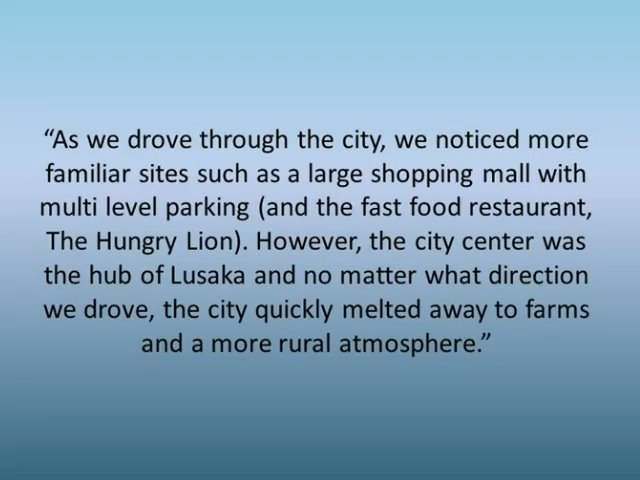 “As we drove through the city, we noticed more
familiar sites such as a large shopping mall with
multi level parking (and the fast food restaurant,
The Hungry Lion). However, the city center was
the hub of Lusaka and no matter what direction
we drove, the city quickly melted away to farms
and a more rural atmosphere.”